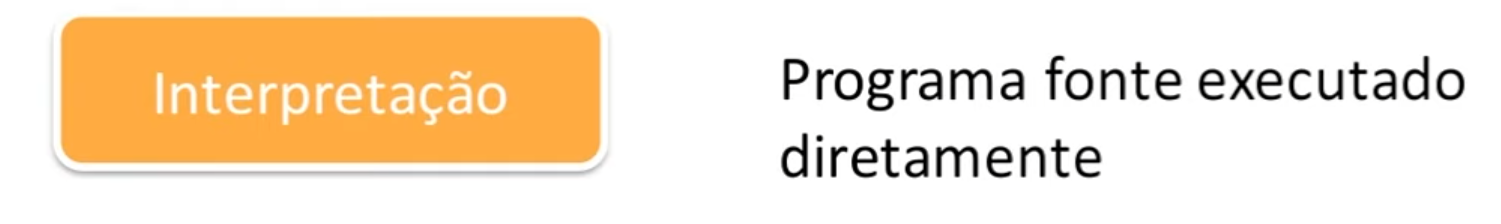 Interpretação
Programa fonte executado
diretamente